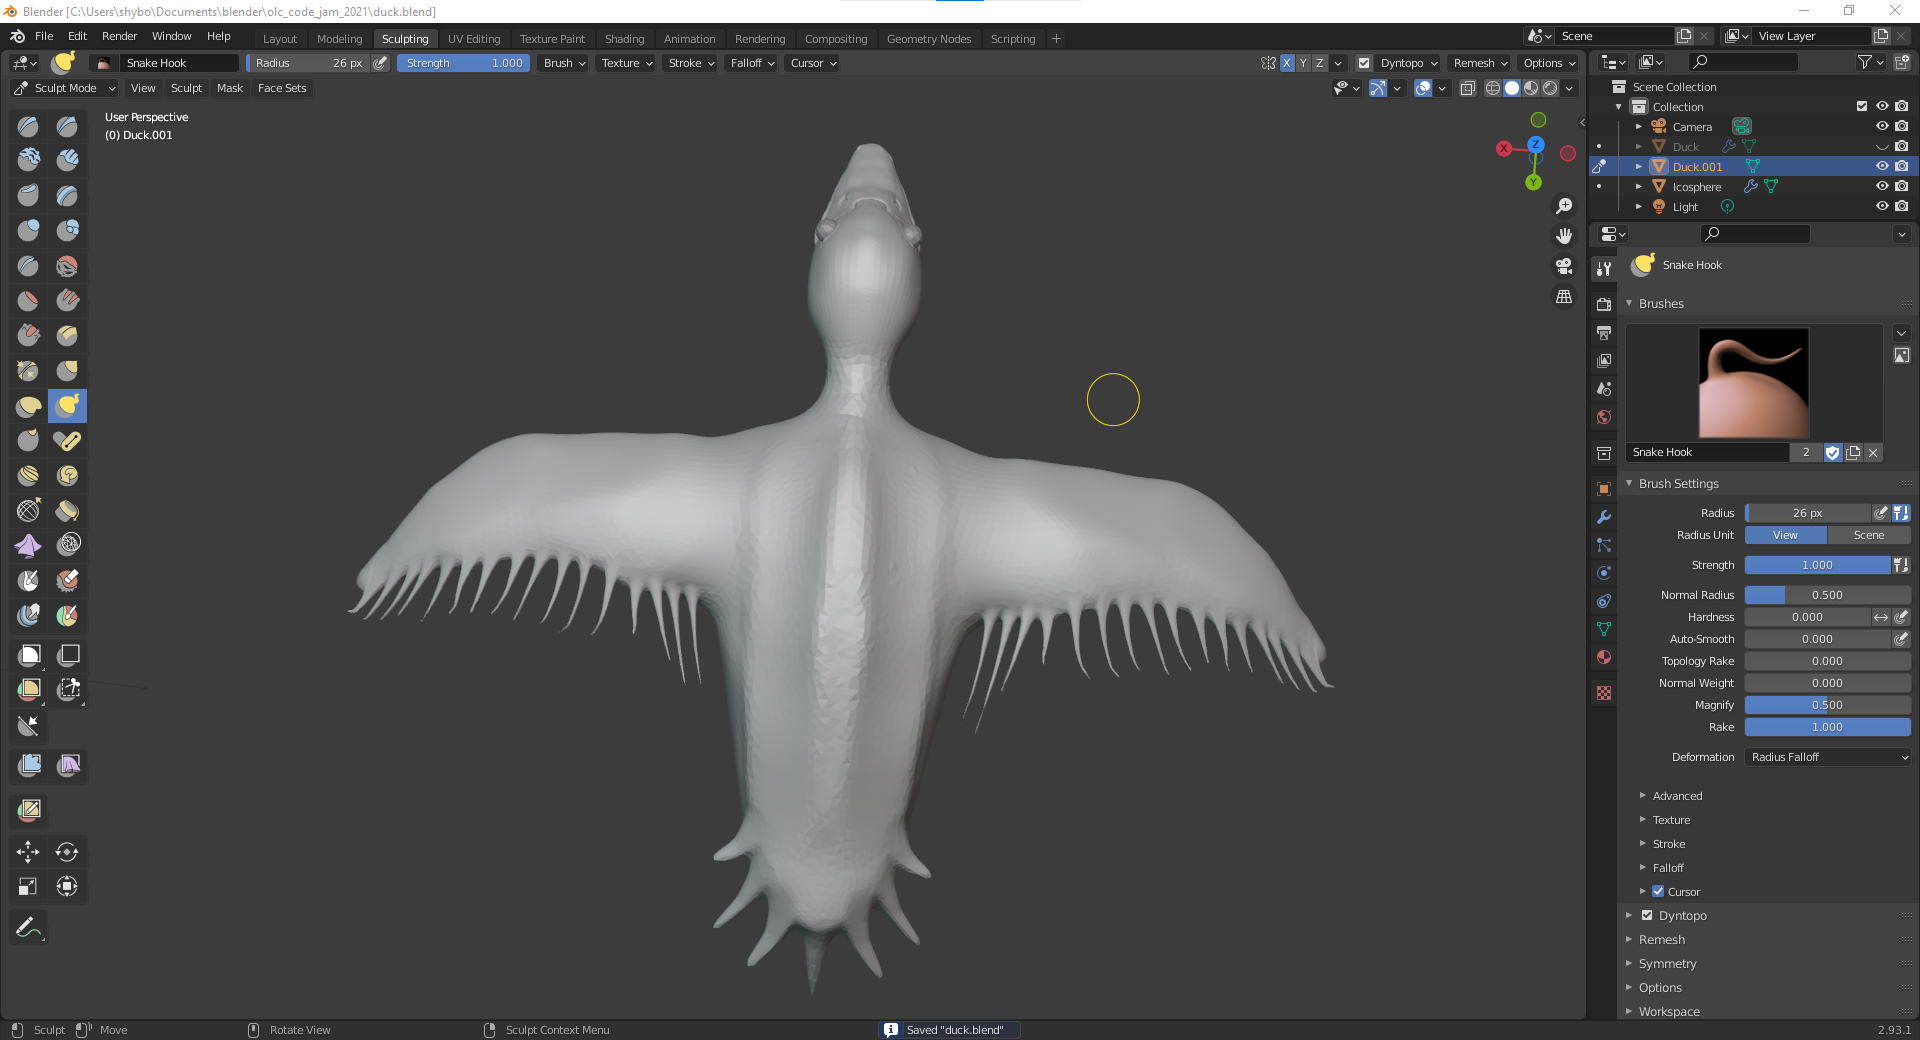 Blender [C:\Users\shybo\Documents\blender\olc_code_jam_2021\duck.blend]
File Edit Render Window Help Layout Modeling Sculpting UV Editing Texture Paint Shading Animation Rendering Compositing Geometry Nodes Scripting + Scene View Layer
Snake Hook Radius 26 px Strength 1.000 Brush Texture Stroke Falloff Cursor X Y Z Dyntopo Remesh Options
Sculpt Mode View Sculpt Mask Face Sets
User Perspective
(0) Duck.001
X Z Y
Scene Collection
Collection
Camera
Duck
Duck.001
Icosphere
Light
Snake Hook
Brushes
Snake Hook 2
Brush Settings
Radius 26 px
Radius Unit View Scene
Strength 1.000
Normal Radius 0.500
Hardness 0.000
Auto-Smooth 0.000
Topology Rake 0.000
Normal Weight 0.000
Magnify 0.500
Rake 1.000
Deformation Radius Falloff
Advanced
Texture
Stroke
Falloff
Cursor
Dyntopo
Remesh
Symmetry
Options
Workspace
Sculpt Move Rotate View Sculpt Context Menu Saved "duck.blend" 2.93.1